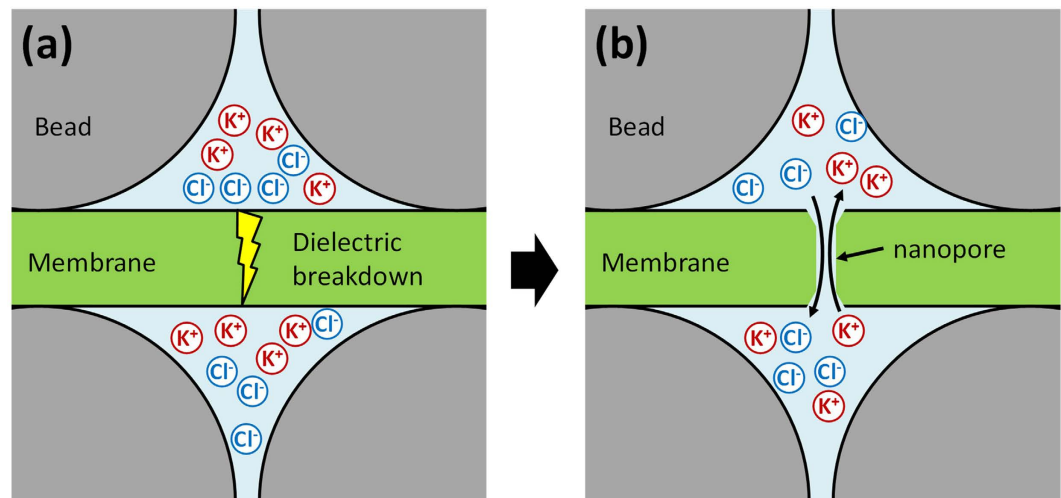 (a)
Bead
K⁺
K⁺
K⁺
Cl⁻
Cl⁻ Cl⁻ Cl⁻ K⁺
Membrane
Dielectric
breakdown
K⁺ K⁺ K⁺ Cl⁻
K⁺
Cl⁻
Cl⁻
Cl⁻
(b)
Bead
K⁺ Cl⁻
Cl⁻ Cl⁻ K⁺ K⁺
Membrane
nanopore
K⁺ Cl⁻ K⁺
Cl⁻ Cl⁻
K⁺